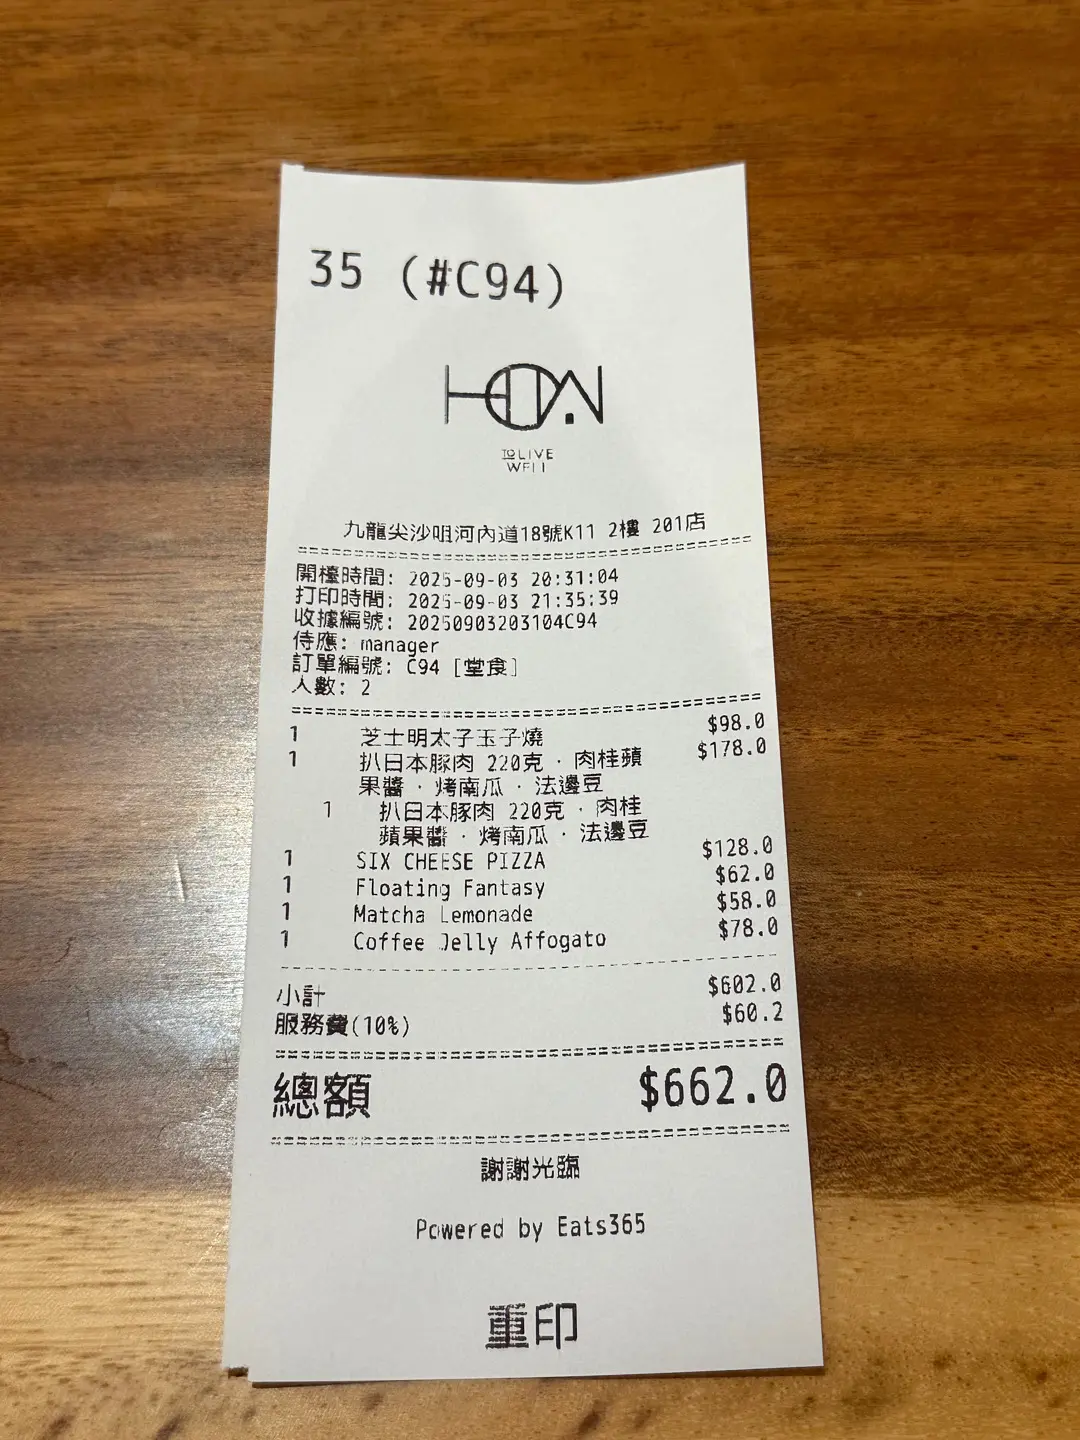 35 (#C94)
TO LIVE
WELL
九龍尖沙咀河內道18號K11 2樓 201店
開檯時間: 2025-09-03 20:31:04
打印時間: 2025-09-03 21:35:39
收據編號: 20250903203104C94
侍應: manager
訂單編號: C94 [堂食]
人數: 2
1 芝士明太子玉子燒 $98.0
1 扒日本豚肉 220克 · 肉桂蘋 $178.0
果醬 · 烤南瓜 · 法邊豆
1 扒日本豚肉 220克 · 肉桂
蘋果醬 · 烤南瓜 · 法邊豆
1 SIX CHEESE PIZZA $128.0
1 Floating Fantasy $62.0
1 Matcha Lemonade $58.0
1 Coffee Jelly Affogato $78.0
小計 $602.0
服務費(10%) $60.2
總額 $662.0
謝謝光臨
Powered by Eats365
重印